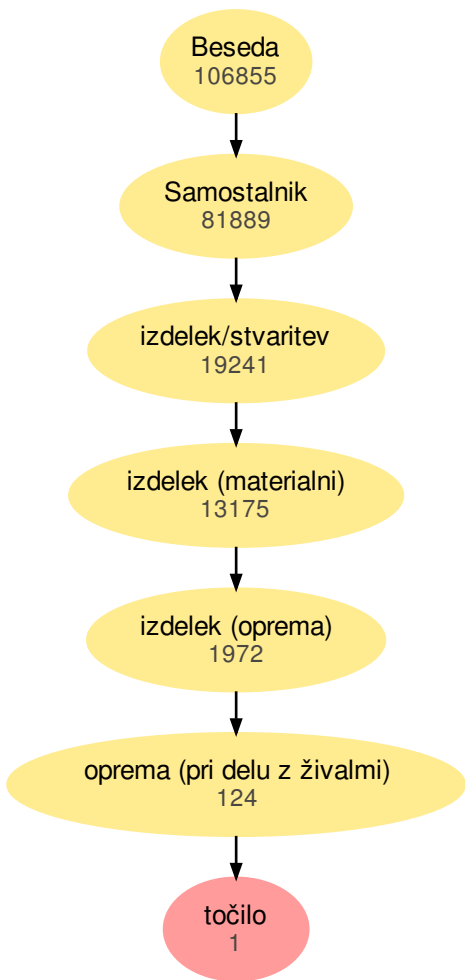 Beseda
106855
Samostalnik
81889
izdelek/stvaritev
19241
izdelek (materialni)
13175
izdelek (oprema)
1972
oprema (pri delu z živalmi)
124
točilo
1